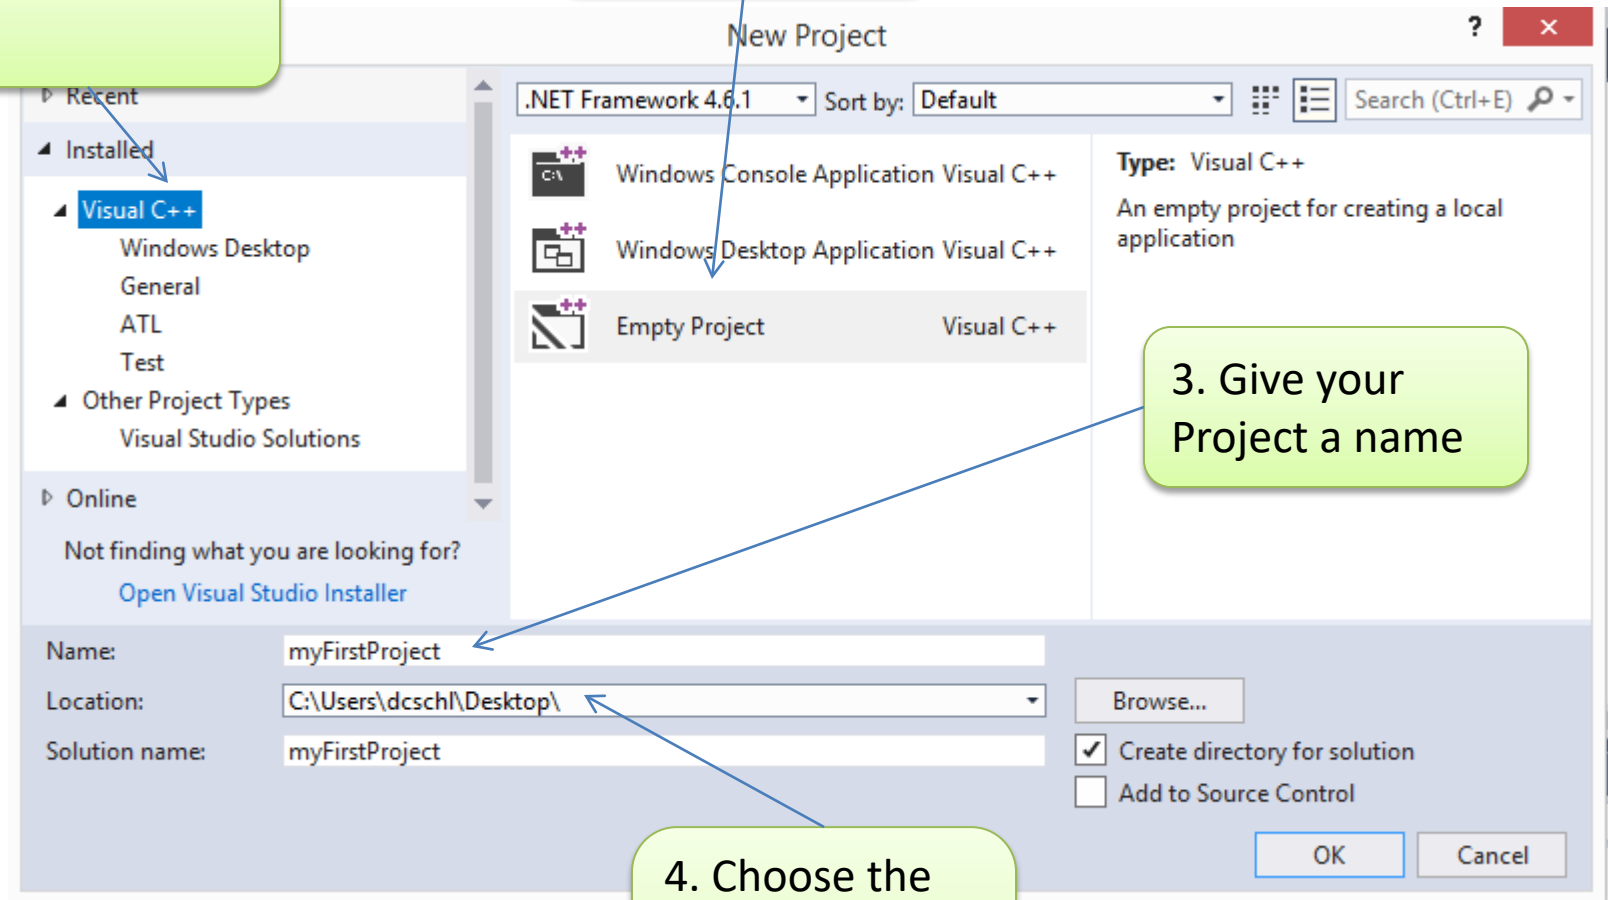 New Project
?
Recent
Installed
Visual C++
Windows Desktop
General
ATL
Test
Other Project Types
Visual Studio Solutions
Online
Not finding what you are looking for?
Open Visual Studio Installer
.NET Framework 4.6.1 Sort by: Default
Search (Ctrl+E)
C:\
Windows Console Application Visual C++
Windows Desktop Application Visual C++
Empty Project Visual C++
Type: Visual C++
An empty project for creating a local
application
3. Give your
Project a name
Name: myFirstProject
Location: C:\Users\dcschl\Desktop\ Browse...
Solution name: myFirstProject
Create directory for solution
Add to Source Control
OK Cancel
4. Choose the